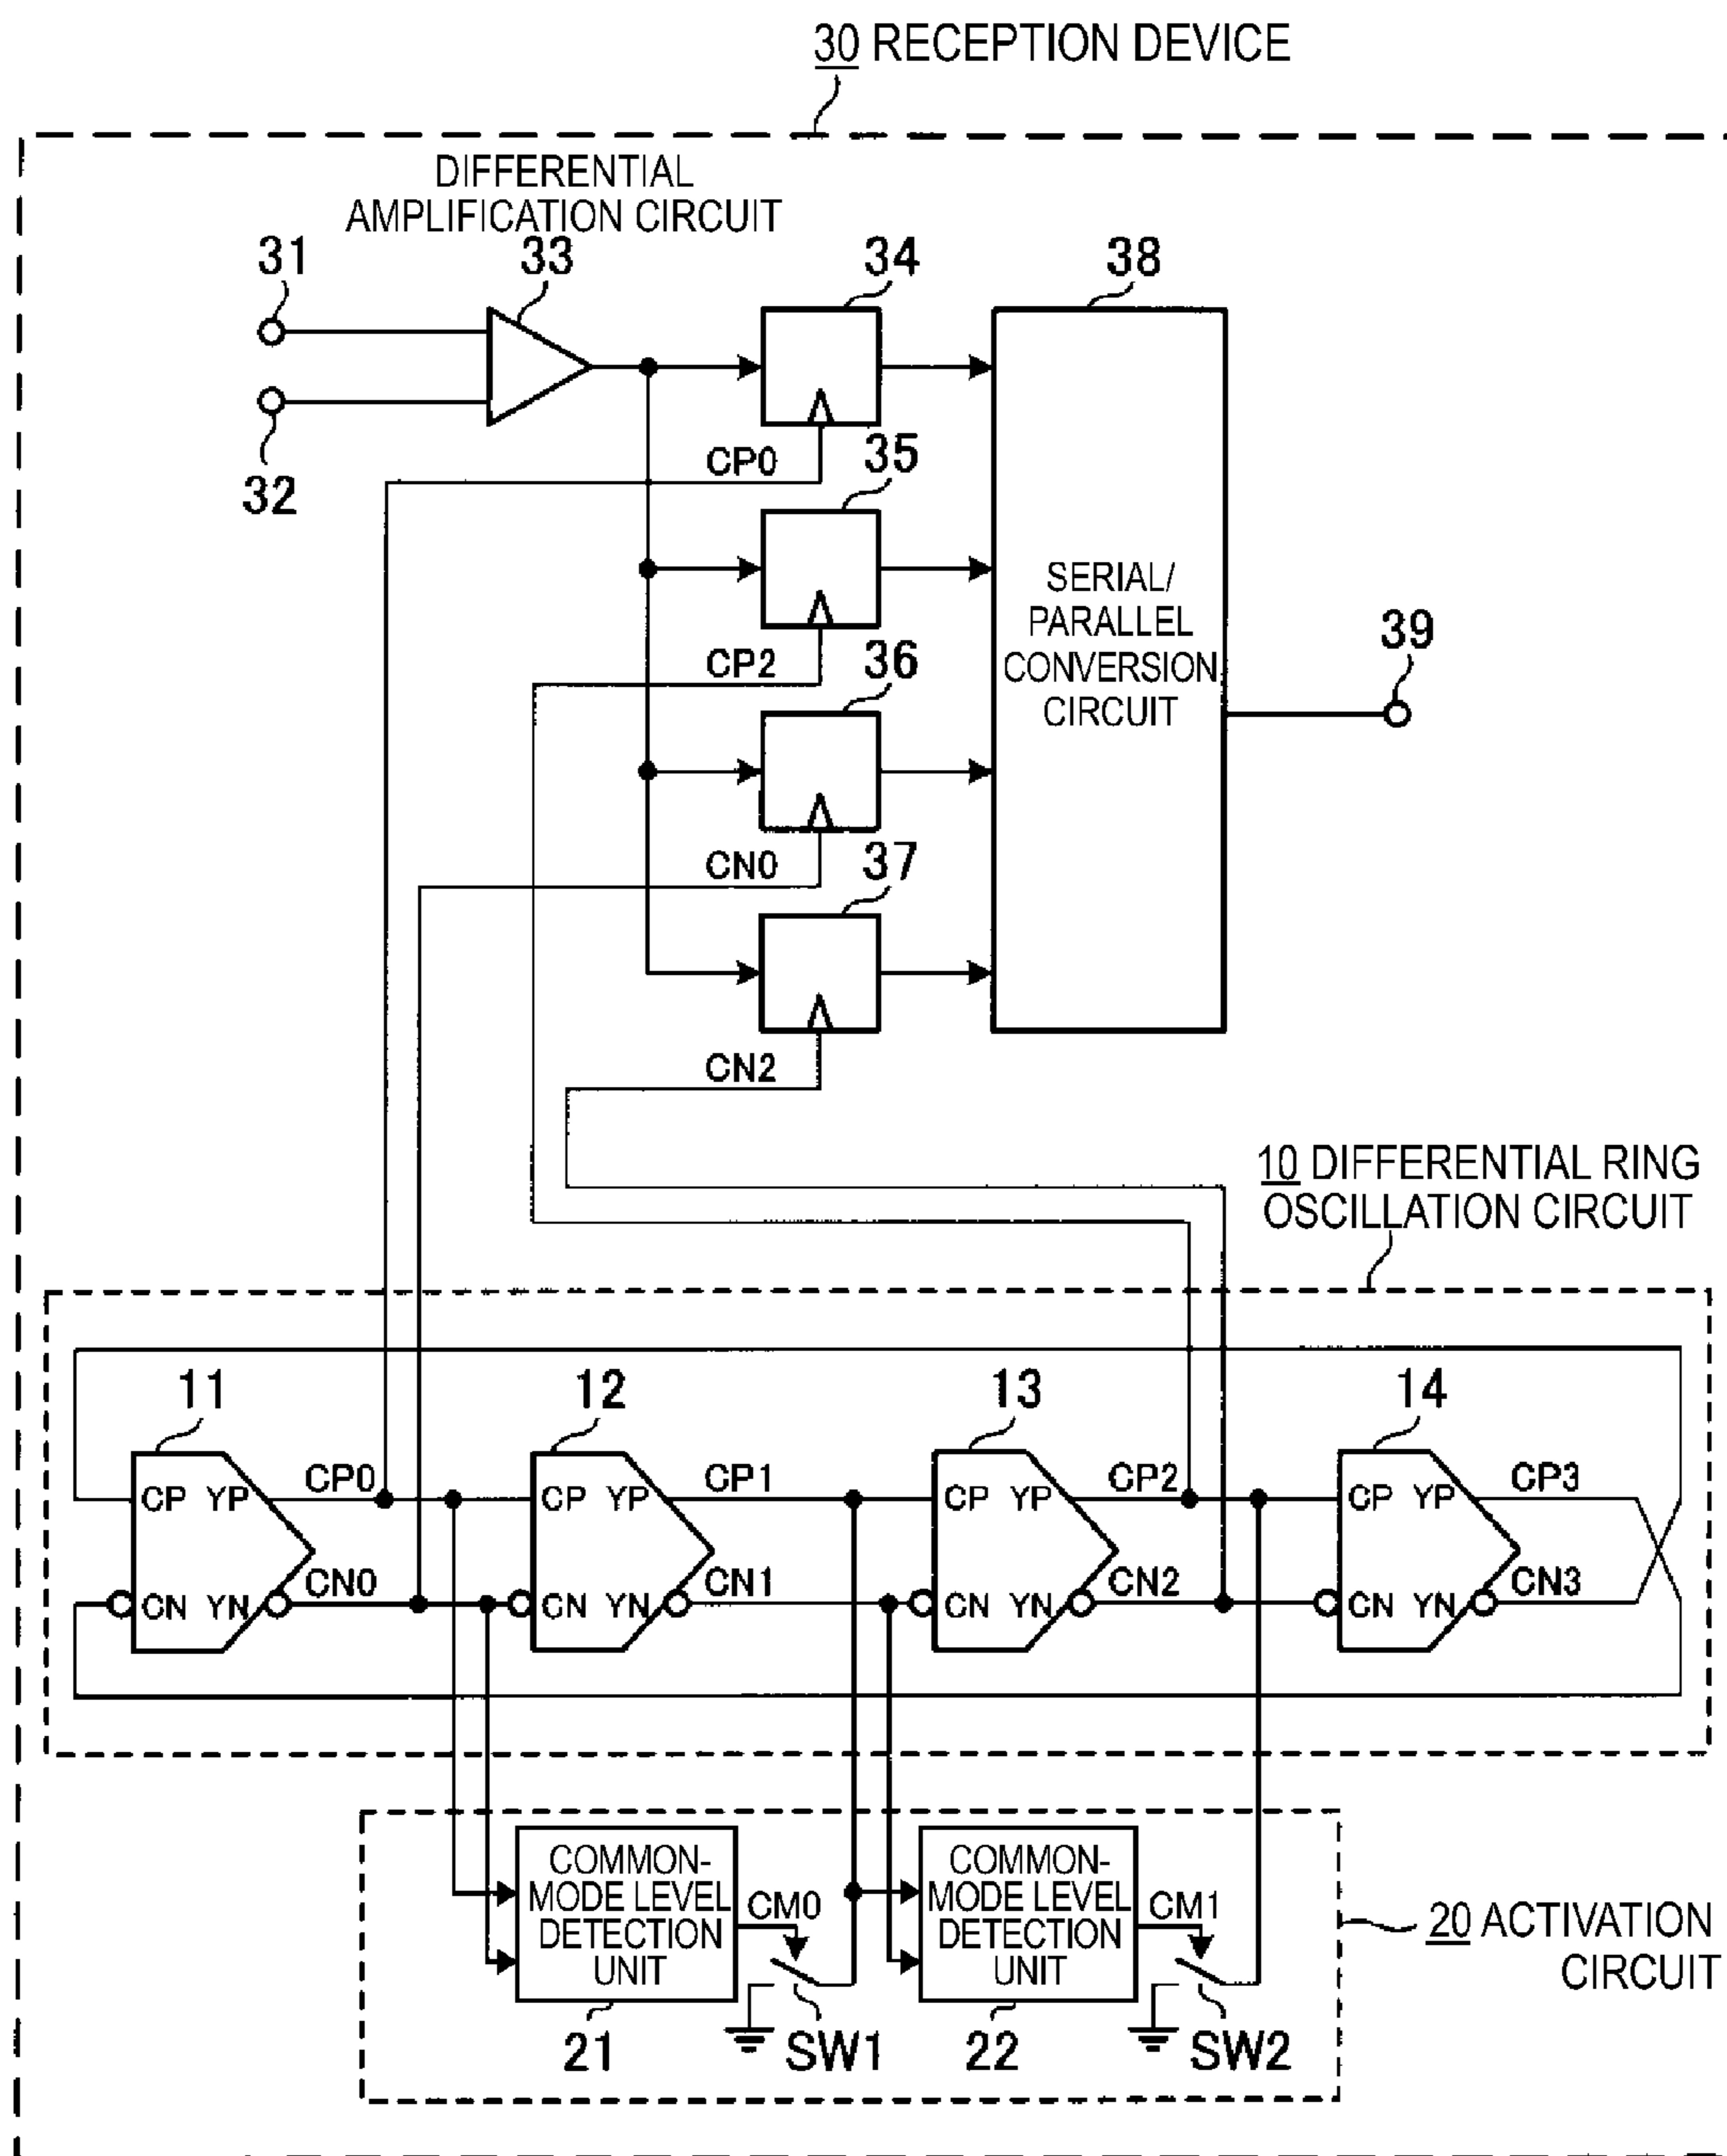 30 RECEPTION DEVICE
DIFFERENTIAL
AMPLIFICATION CIRCUIT
31
33
34
38
32
CP0
35
SERIAL/
PARALLEL
CONVERSION
CIRCUIT
39
CP2
36
CN0
37
CN2
10 DIFFERENTIAL RING
OSCILLATION CIRCUIT
11
12
13
14
CP YP
CP0
CP YP
CP1
CP YP
CP2
CP YP
CP3
CN YN
CN0
CN YN
CN1
CN YN
CN2
CN YN
CN3
COMMON-
MODE LEVEL
DETECTION
UNIT
CM0
COMMON-
MODE LEVEL
DETECTION
UNIT
CM1
20 ACTIVATION
CIRCUIT
21
SW1
22
SW2